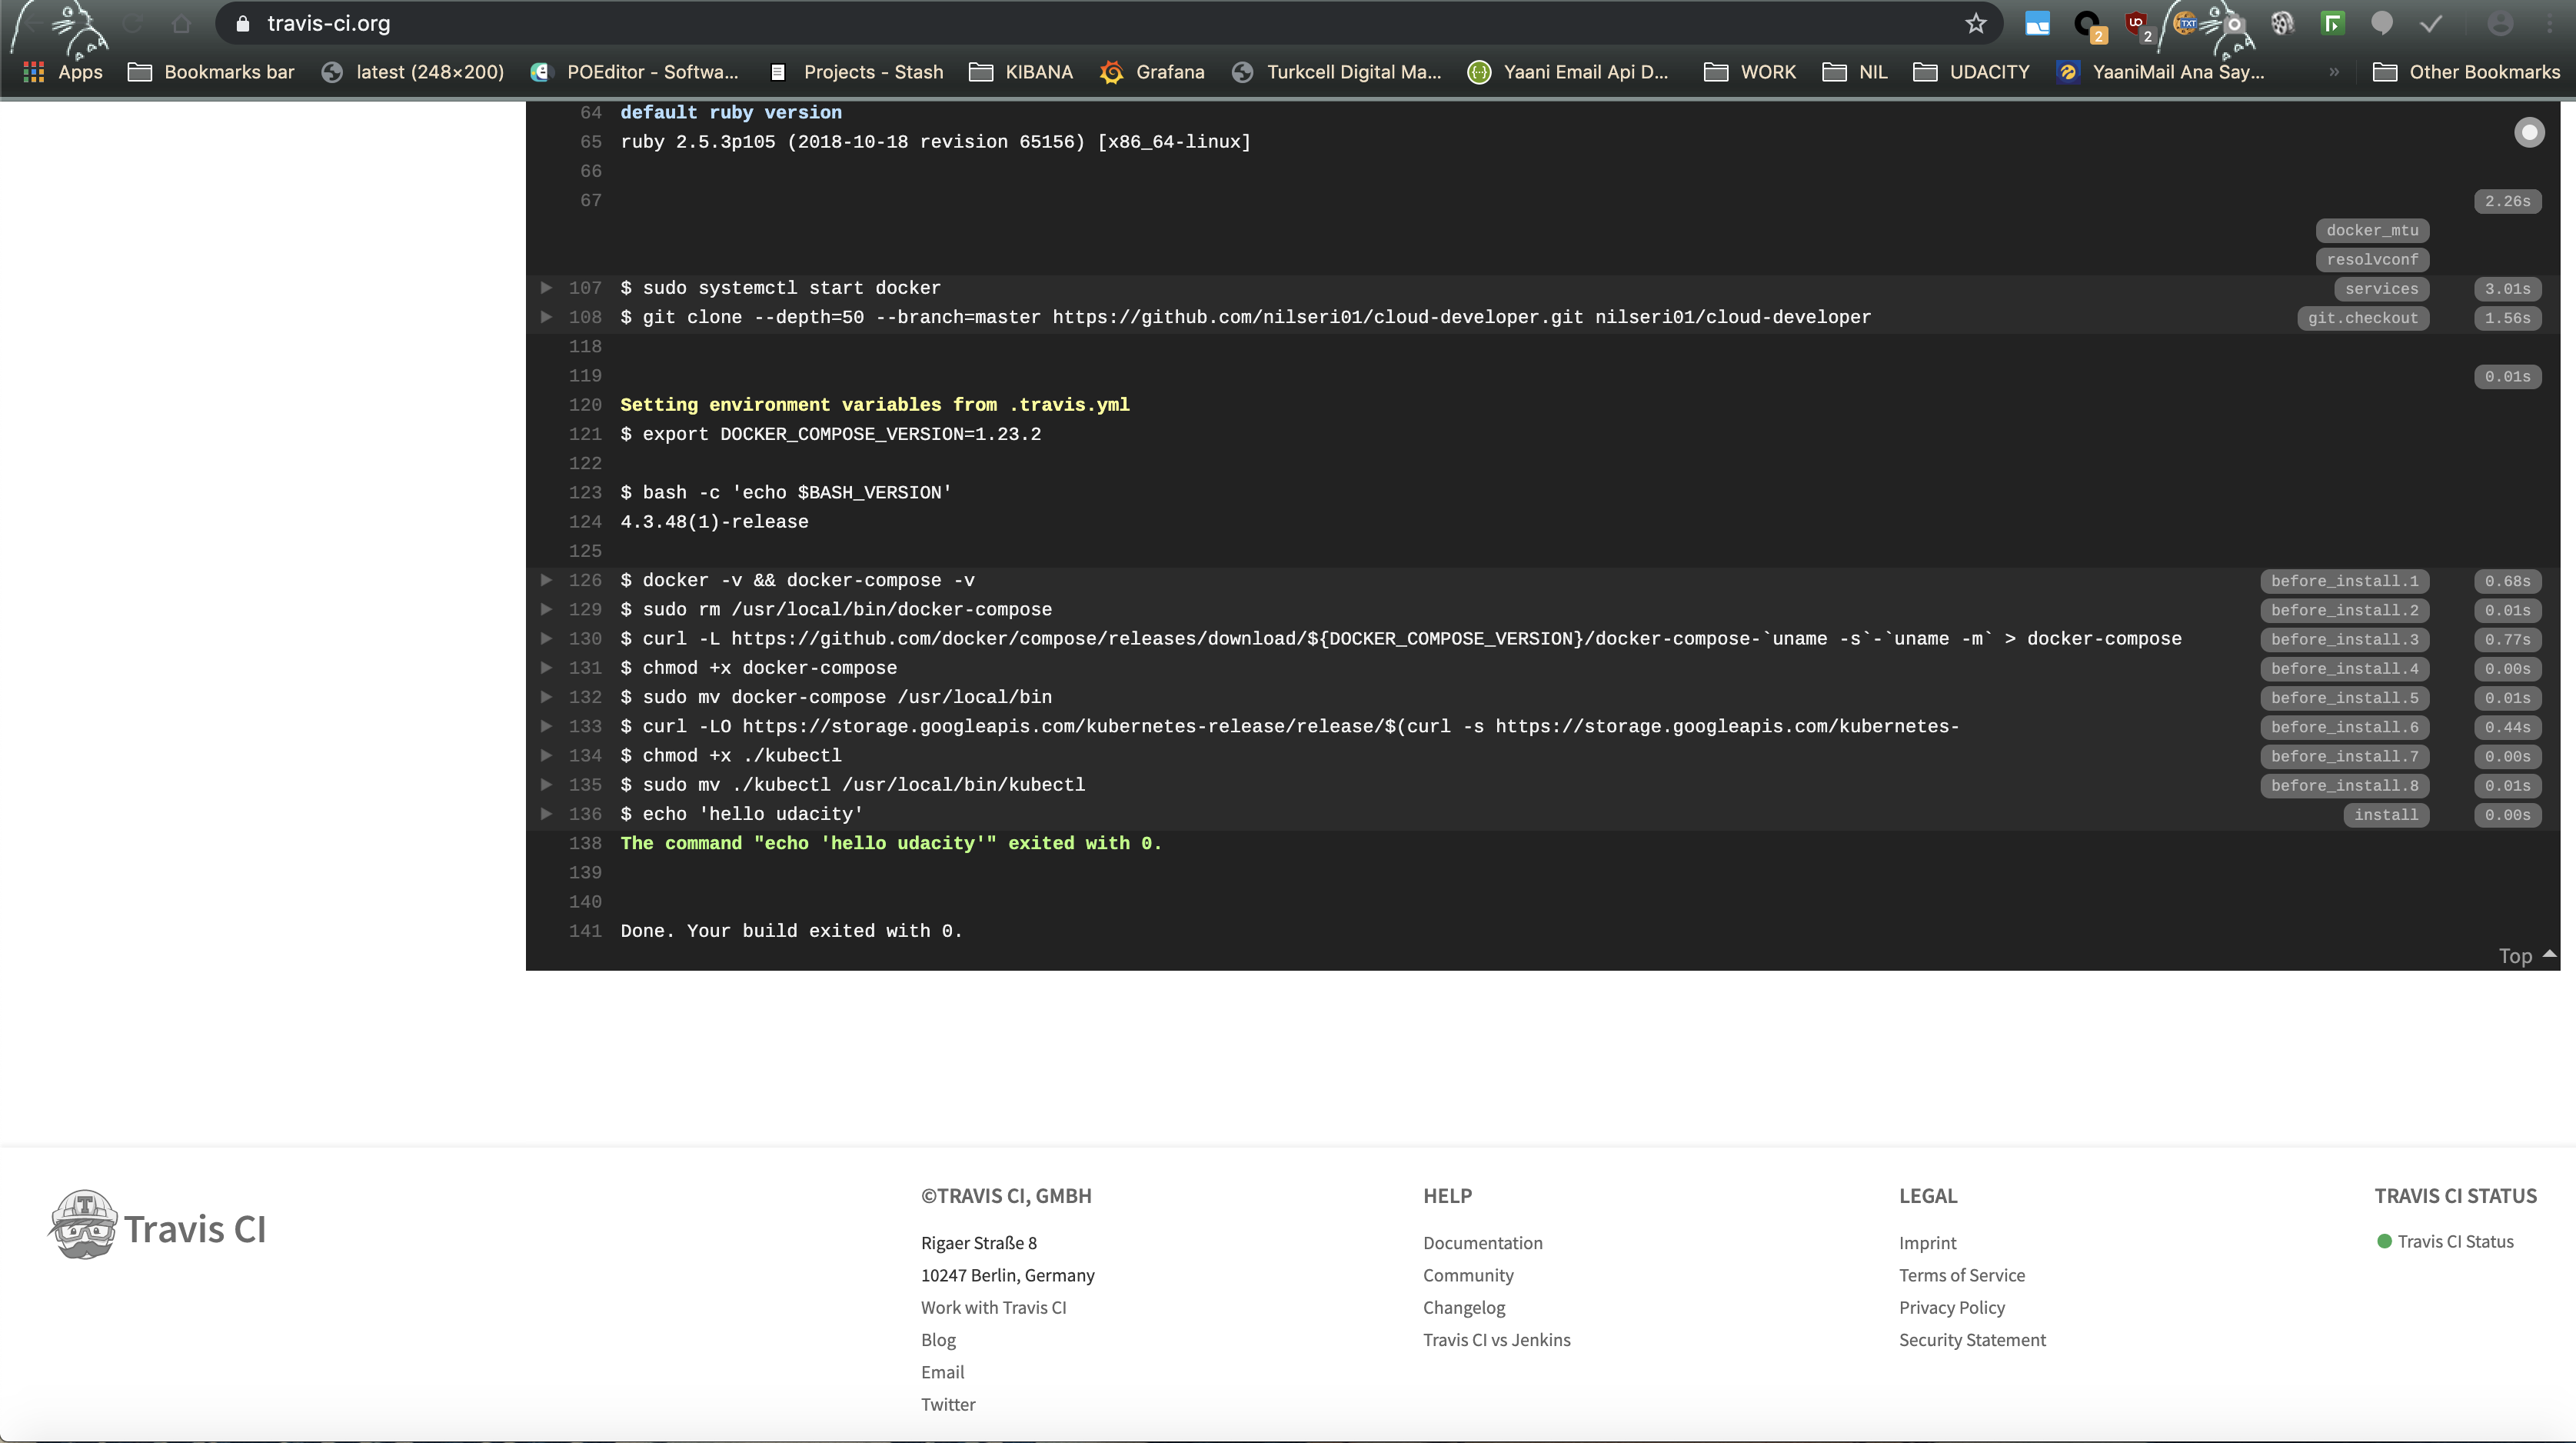 travis-ci.org
2
2
Apps
Bookmarks bar
latest (248×200)
POEditor - Softwa...
Projects - Stash
KIBANA
Grafana
Turkcell Digital Ma...
Yaani Email Api D...
WORK
NIL
UDACITY
YaaniMail Ana Say...
»
Other Bookmarks
64 default ruby version
65 ruby 2.5.3p105 (2018-10-18 revision 65156) [x86_64-linux]
66
67 2.26s
docker_mtu
resolvconf
107 $ sudo systemctl start docker services 3.01s
108 $ git clone --depth=50 --branch=master https://github.com/nilseri01/cloud-developer.git nilseri01/cloud-developer git.checkout 1.56s
118
119 0.01s
120 Setting environment variables from .travis.yml
121 $ export DOCKER_COMPOSE_VERSION=1.23.2
122
123 $ bash -c 'echo $BASH_VERSION'
124 4.3.48(1)-release
125
126 $ docker -v && docker-compose -v before_install.1 0.68s
129 $ sudo rm /usr/local/bin/docker-compose before_install.2 0.01s
130 $ curl -L https://github.com/docker/compose/releases/download/${DOCKER_COMPOSE_VERSION}/docker-compose-`uname -s`-`uname -m` > docker-compose before_install.3 0.77s
131 $ chmod +x docker-compose before_install.4 0.00s
132 $ sudo mv docker-compose /usr/local/bin before_install.5 0.01s
133 $ curl -LO https://storage.googleapis.com/kubernetes-release/release/$(curl -s https://storage.googleapis.com/kubernetes- before_install.6 0.44s
134 $ chmod +x ./kubectl before_install.7 0.00s
135 $ sudo mv ./kubectl /usr/local/bin/kubectl before_install.8 0.01s
136 $ echo 'hello udacity' install 0.00s
138 The command "echo 'hello udacity'" exited with 0.
139
140
141 Done. Your build exited with 0.
Top
Travis CI
©TRAVIS CI, GMBH
Rigaer Straße 8
10247 Berlin, Germany
Work with Travis CI
Blog
Email
Twitter
HELP
Documentation
Community
Changelog
Travis CI vs Jenkins
LEGAL
Imprint
Terms of Service
Privacy Policy
Security Statement
TRAVIS CI STATUS
Travis CI Status